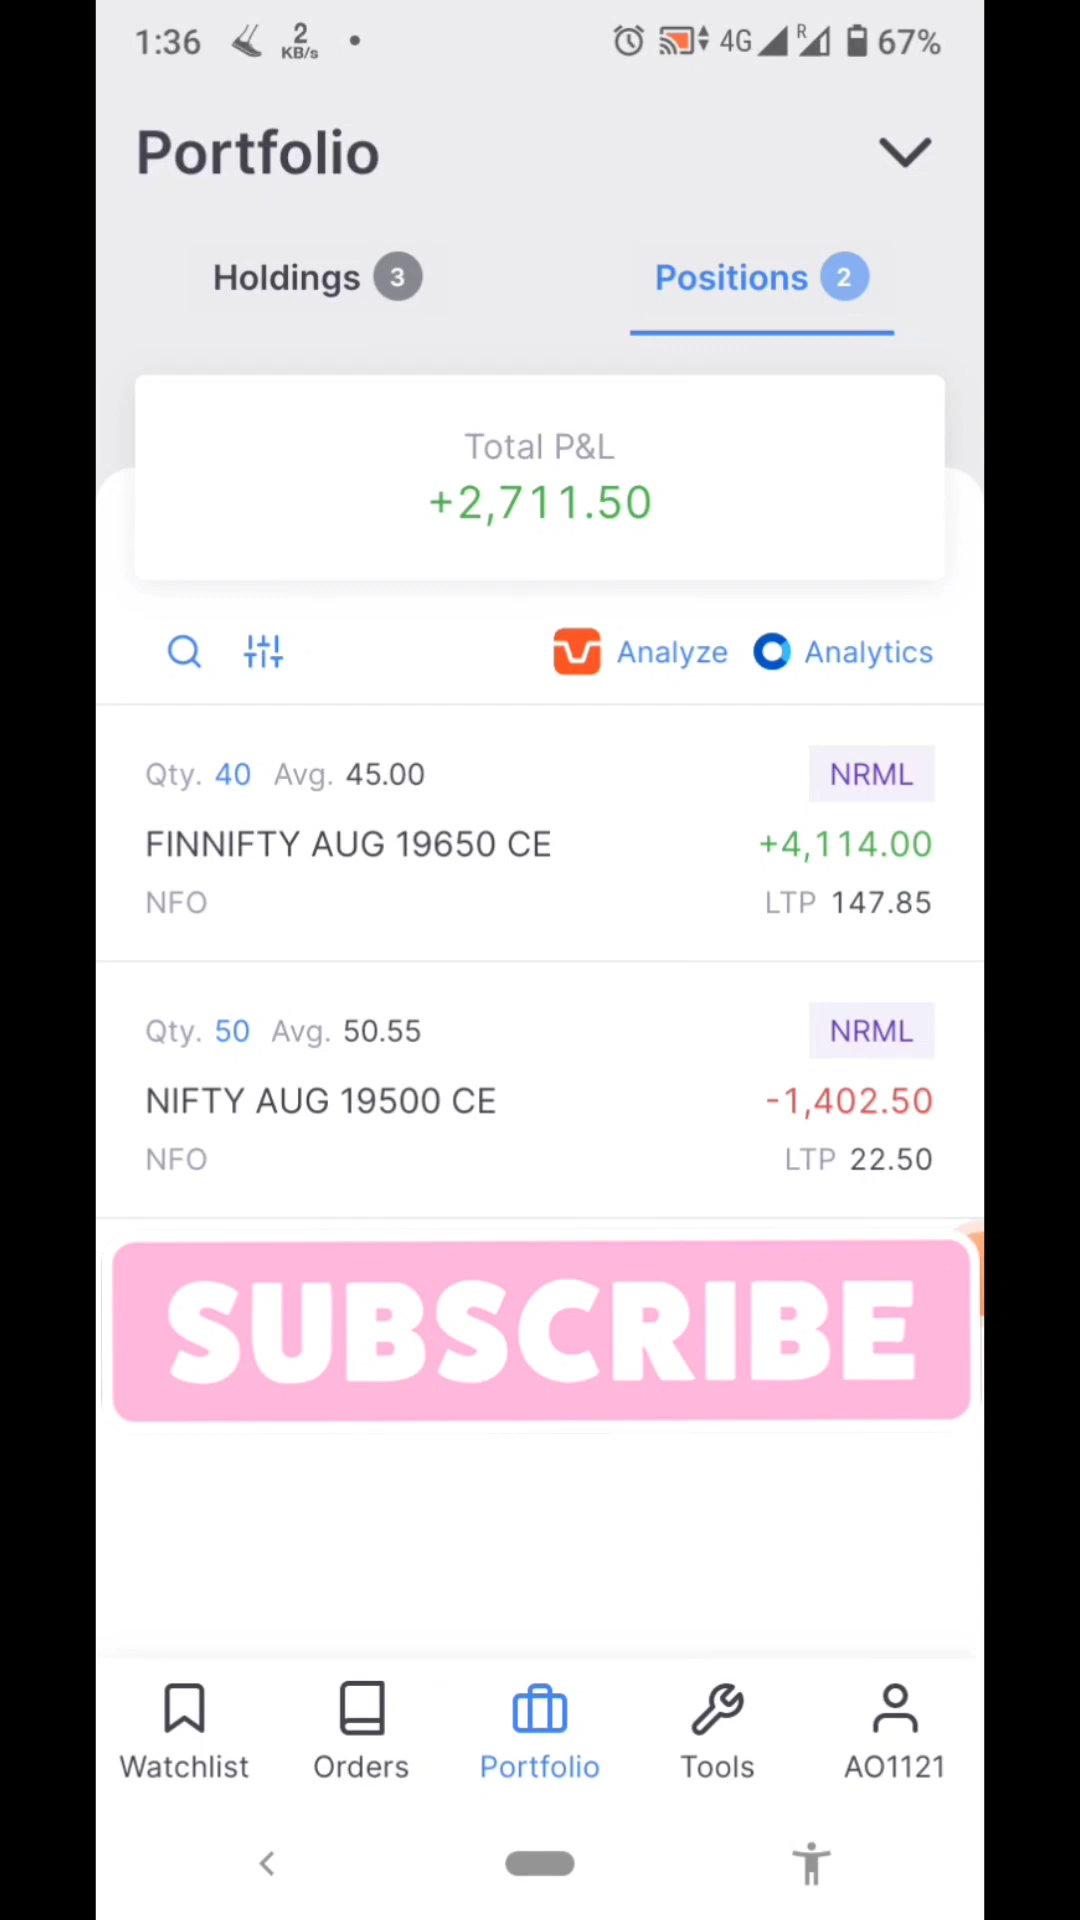 1:36 2 KB/s 4G R 67%
Portfolio
Holdings 3 Positions 2
Total P&L
+2,711.50
Analyze Analytics
Qty. 40 Avg. 45.00 NRML
FINNIFTY AUG 19650 CE +4,114.00
NFO LTP 147.85
Qty. 50 Avg. 50.55 NRML
NIFTY AUG 19500 CE -1,402.50
NFO LTP 22.50
SUBSCRIBE
Watchlist Orders Portfolio Tools AO1121